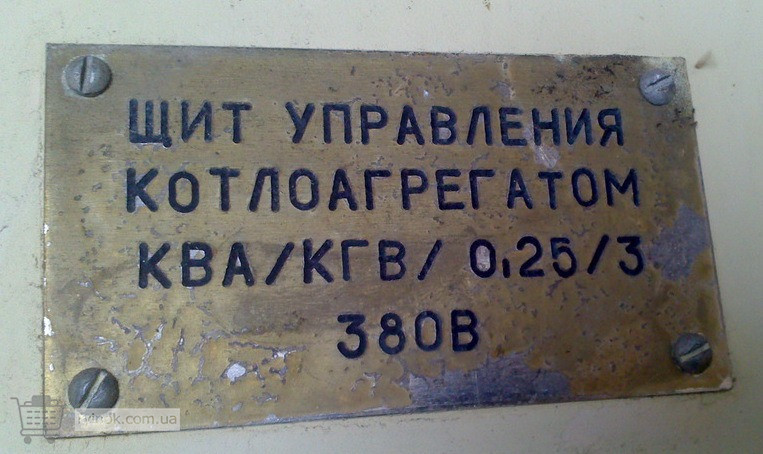 ЩИТ УПРАВЛЕНИЯ
КОТЛОАГРЕГАТОМ
КВА/КГВ/ 0,25/3
380В